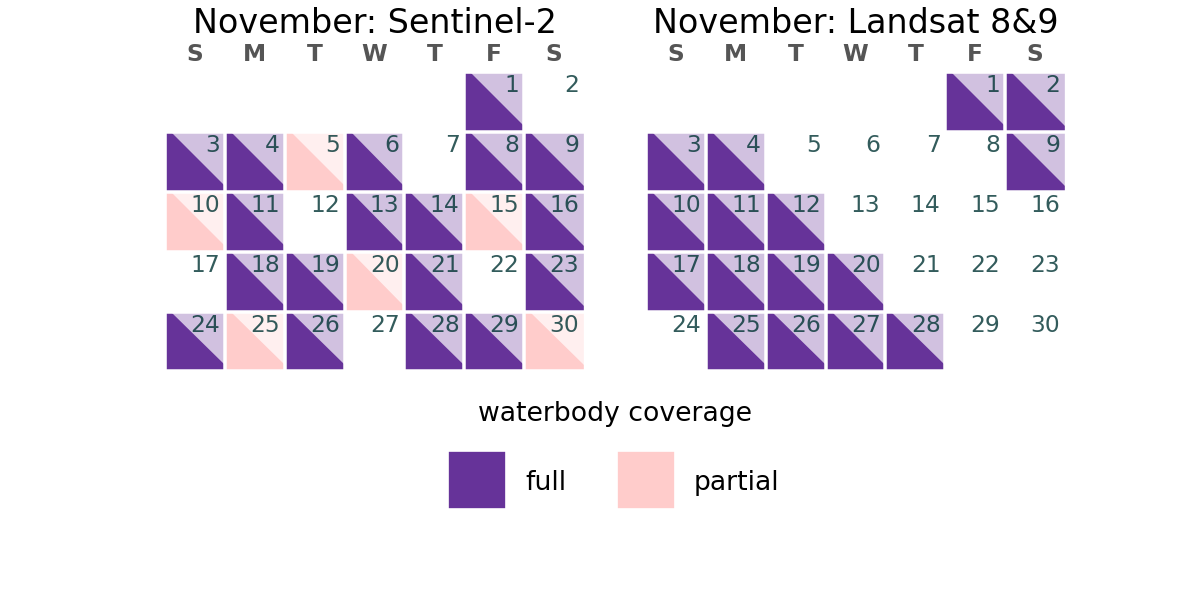 November: Sentinel-2
S M T W T F S
1 2
3 4 5 6 7 8 9
10 11 12 13 14 15 16
17 18 19 20 21 22 23
24 25 26 27 28 29 30
November: Landsat 8&9
S M T W T F S
1 2
3 4 5 6 7 8 9
10 11 12 13 14 15 16
17 18 19 20 21 22 23
24 25 26 27 28 29 30
waterbody coverage
full
partial